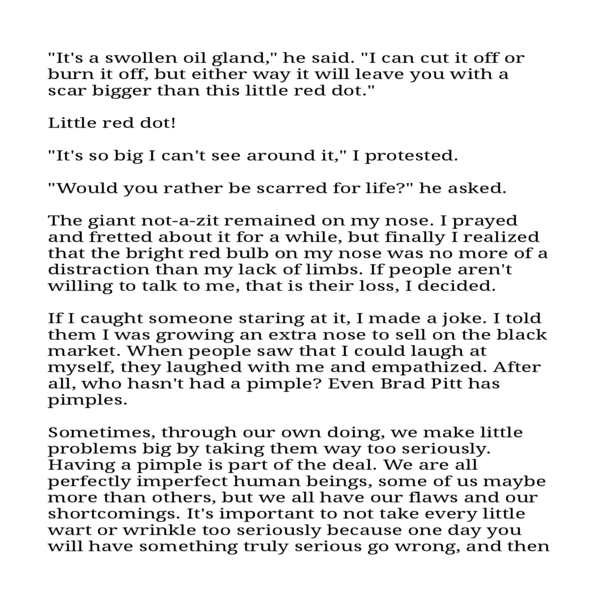 "It's a swollen oil gland," he said. "I can cut it off or
burn it off, but either way it will leave you with a
scar bigger than this little red dot."
Little red dot!
"It's so big I can't see around it," I protested.
"Would you rather be scarred for life?" he asked.
The giant not-a-zit remained on my nose. I prayed
and fretted about it for a while, but finally I realized
that the bright red bulb on my nose was no more of a
distraction than my lack of limbs. If people aren't
willing to talk to me, that is their loss, I decided.
If I caught someone staring at it, I made a joke. I told
them I was growing an extra nose to sell on the black
market. When people saw that I could laugh at
myself, they laughed with me and empathized. After
all, who hasn't had a pimple? Even Brad Pitt has
pimples.
Sometimes, through our own doing, we make little
problems big by taking them way too seriously.
Having a pimple is part of the deal. We are all
perfectly imperfect human beings, some of us maybe
more than others, but we all have our flaws and our
shortcomings. It's important to not take every little
wart or wrinkle too seriously because one day you
will have something truly serious go wrong, and then